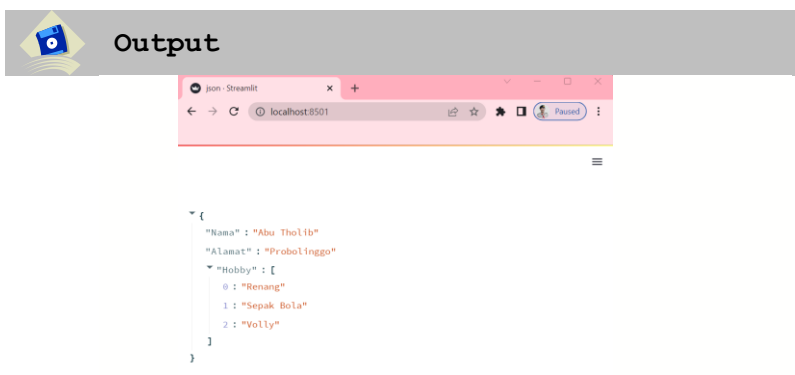 Output
json · Streamlit
localhost:8501
Paused
{
"Nama" : "Abu Tholib"
"Alamat" : "Probolinggo"
"Hobby" : [
0 : "Renang"
1 : "Sepak Bola"
2 : "Volly"
]
}